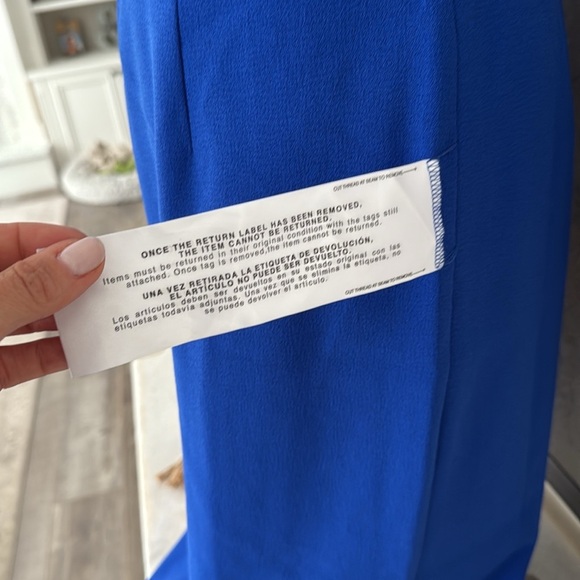 CUT THREAD AT SEAM TO REMOVE
ONCE THE RETURN LABEL HAS BEEN REMOVED,
THE ITEM CANNOT BE RETURNED.
Items must be returned in their original condition with the tags still
attached. Once tag is removed,the item cannot be returned.
UNA VEZ RETIRADA LA ETIQUETA DE DEVOLUCIÓN,
EL ARTICULO NO PUEDE SER DEVUELTO.
Los artículos deben ser devueltos en su estado original con las
etiquetas todavia adjuntas. Una vez que se elimina la etiqueta, no
se puede devolver el articulo.
CUT THREAD AT SEAM TO REMOVE